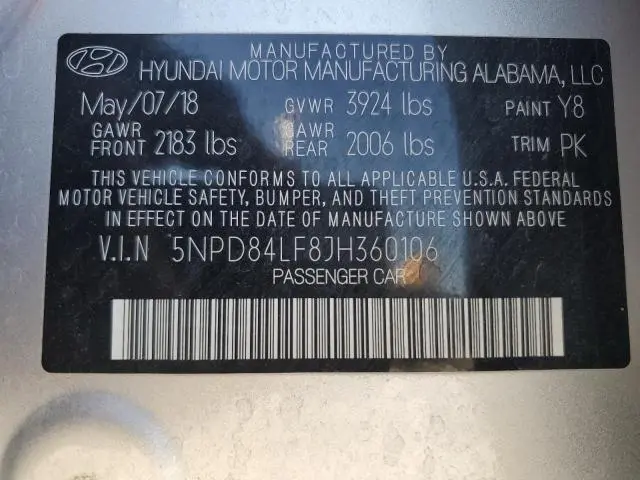 MANUFACTURED BY
HYUNDAI MOTOR MANUFACTURING ALABAMA, LLC
May/07/18 GVWR 3924 lbs PAINT Y8
GAWR FRONT 2183 lbs GAWR REAR 2006 lbs TRIM PK
THIS VEHICLE CONFORMS TO ALL APPLICABLE U.S.A. FEDERAL
MOTOR VEHICLE SAFETY, BUMPER, AND THEFT PREVENTION STANDARDS
IN EFFECT ON THE DATE OF MANUFACTURE SHOWN ABOVE.
V.I.N 5NPD84LF8JH360106
PASSENGER CAR